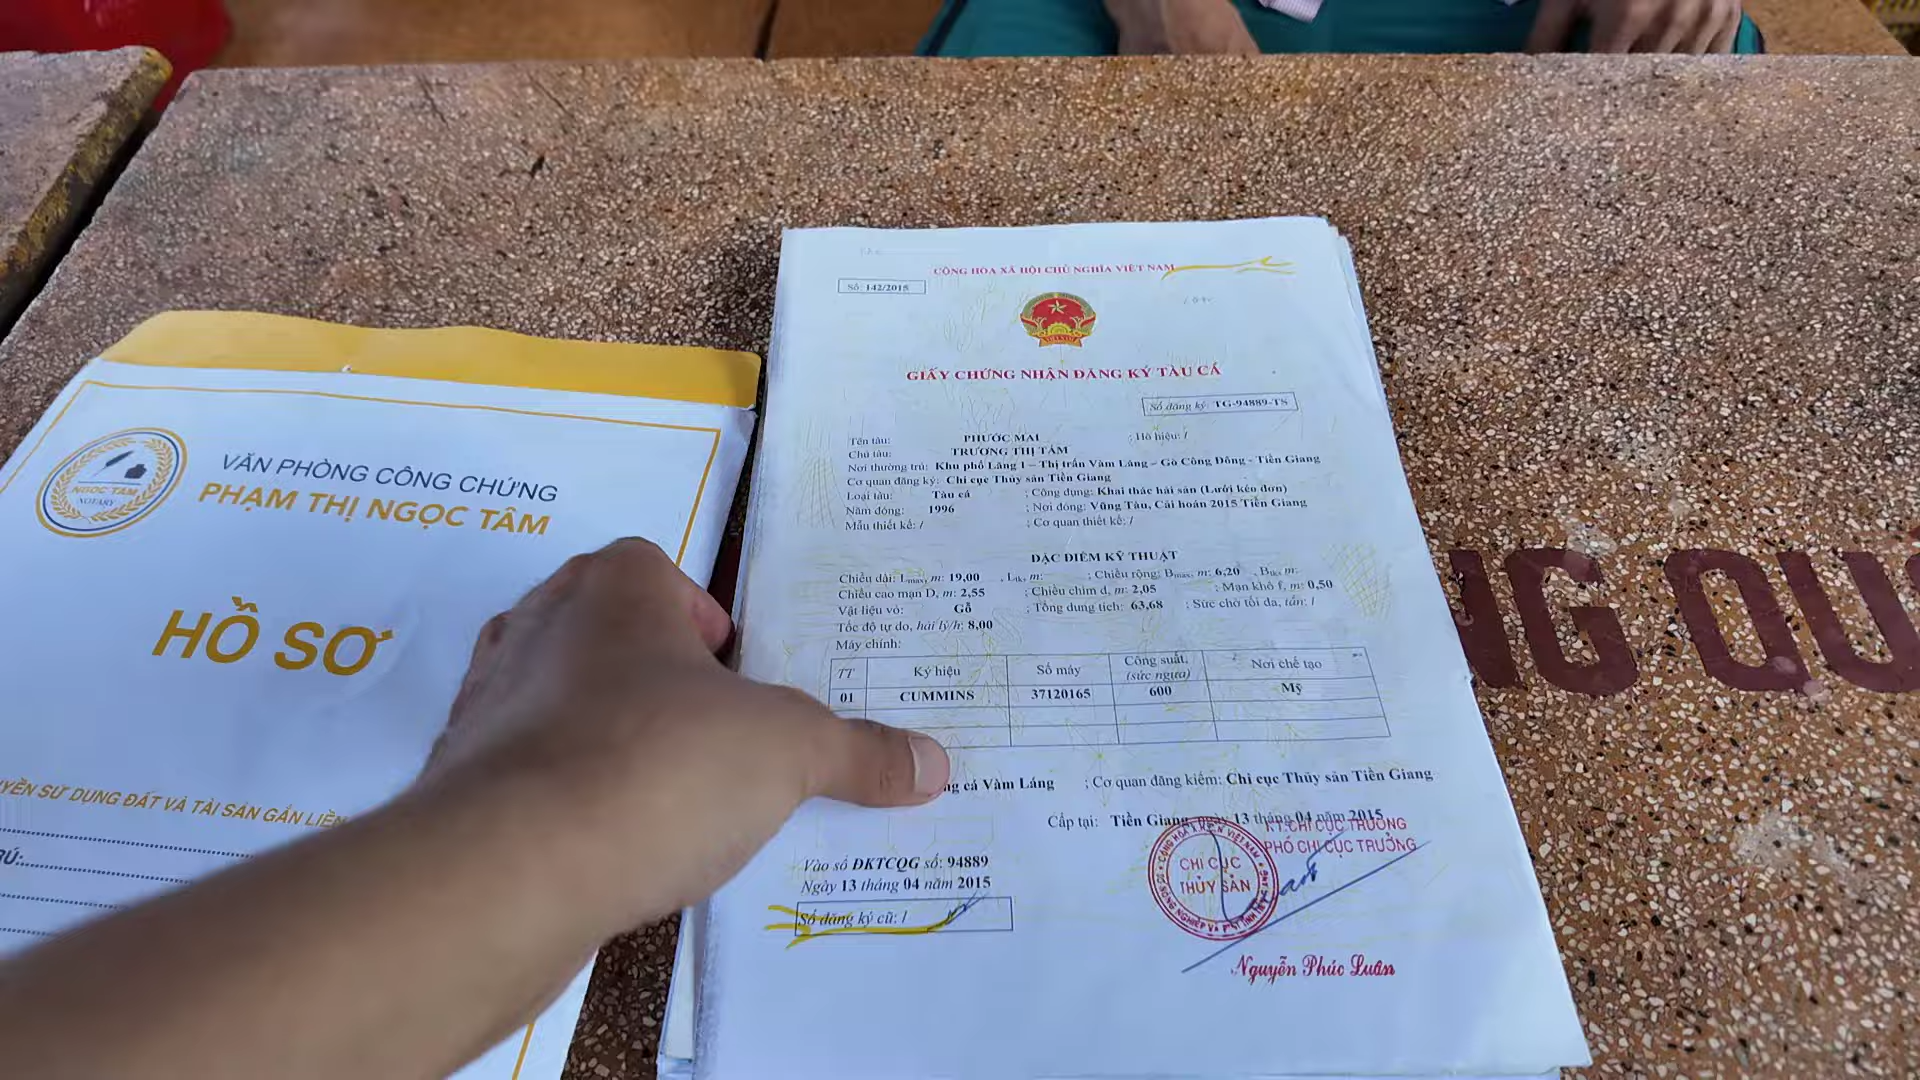 VĂN PHÒNG CÔNG CHỨNG
PHẠM THỊ NGỌC TÂM
NGOC TAM
NOTARY
HỒ SƠ
YỀN SỬ DỤNG ĐẤT VÀ TÀI SẢN GẮN LIỀN
RÚ:
CỘNG HÒA XÃ HỘI CHỦ NGHĨA VIỆT NAM
Số: 142/2015
GIẤY CHỨNG NHẬN ĐĂNG KÝ TÀU CÁ
Số đăng ký: TG-94889-TS
Tên tàu: PHƯỚC MAI ; Hô hiệu: /
Chủ tàu: TRƯƠNG THỊ TÁM
Nơi thường trú: Khu phố Lăng 1 – Thị trấn Vàm Láng – Gò Công Đông - Tiền Giang
Cơ quan đăng ký: Chi cục Thủy sản Tiền Giang
Loại tàu: Tàu cá ; Công dụng: Khai thác hải sản (Lưới kéo đơn)
Năm đóng: 1996 ; Nơi đóng: Vũng Tàu, Cải hoán 2015 Tiền Giang
Mẫu thiết kế: / ; Cơ quan thiết kế: /
ĐẶC ĐIỂM KỸ THUẬT
Chiều dài: Lmax, m: 19,00 , Ltk, m: ; Chiều rộng: Bmax, m: 6,20 , Btk, m:
Chiều cao mạn D, m: 2,55 ; Chiều chìm d, m: 2,05 ; Mạn khô f, m: 0,50
Vật liệu vỏ: Gỗ ; Tổng dung tích: 63,68 ; Sức chở tối đa, tấn: /
Tốc độ tự do, hải lý/h: 8,00
Máy chính:
TT Ký hiệu Số máy Công suất, (sức ngựa) Nơi chế tạo
01 CUMMINS 37120165 600 Mỹ
ng cá Vàm Láng ; Cơ quan đăng kiểm: Chi cục Thủy sản Tiền Giang
Cấp tại: Tiền Giang, ngày 13 tháng 04 năm 2015
KT.CHI CỤC TRƯỞNG
PHÓ CHI CỤC TRƯỞNG
CHI CỤC
THỦY SẢN
Vào sổ ĐKTCQG số: 94889
Ngày 13 tháng 04 năm 2015
Số đăng ký cũ: /
Nguyễn Phúc Luân
NG QU